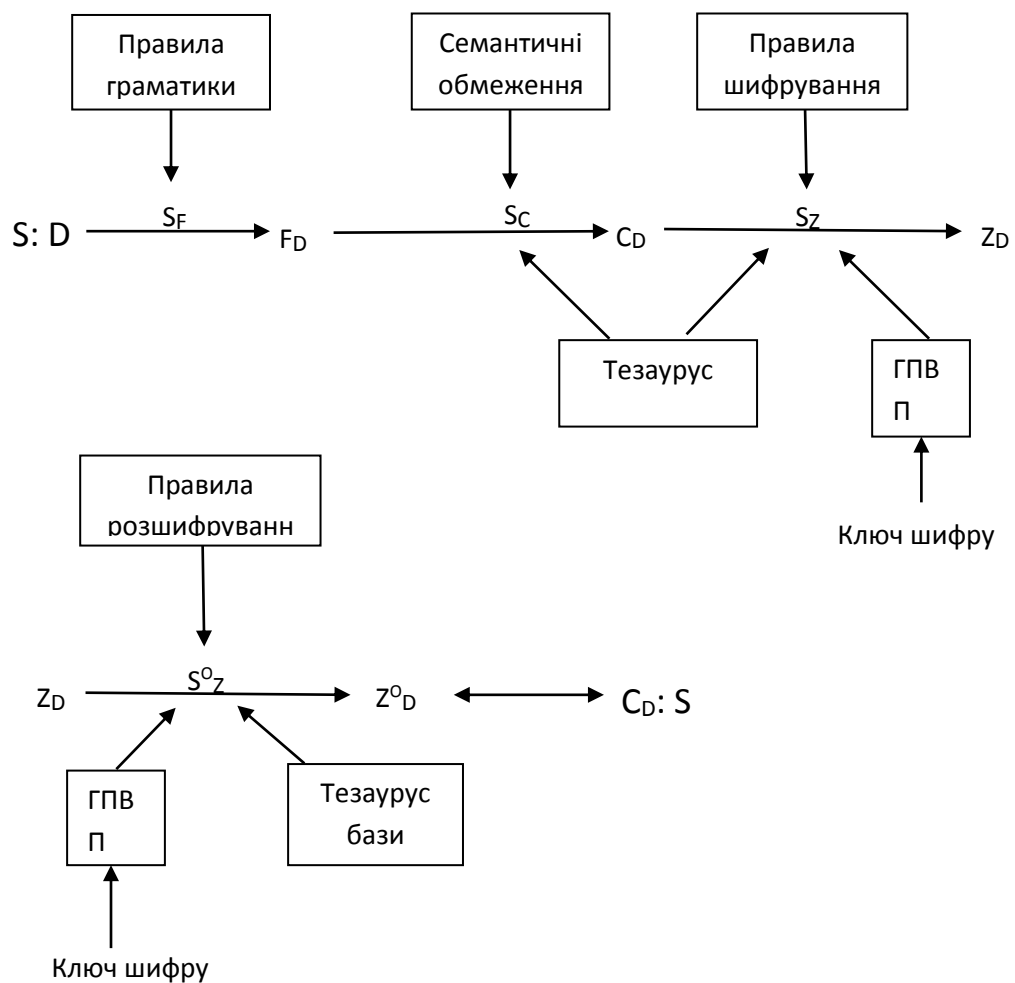 Правила
граматики
Семантичні
обмеження
Правила
шифрування
S: D
SF
FD
SC
CD
SZ
ZD
Тезаурус
ГПВ
П
Ключ шифру
Правила
розшифруванн
ZD
SOZ
ZOD
CD: S
ГПВ
П
Тезаурус
бази
Ключ шифру